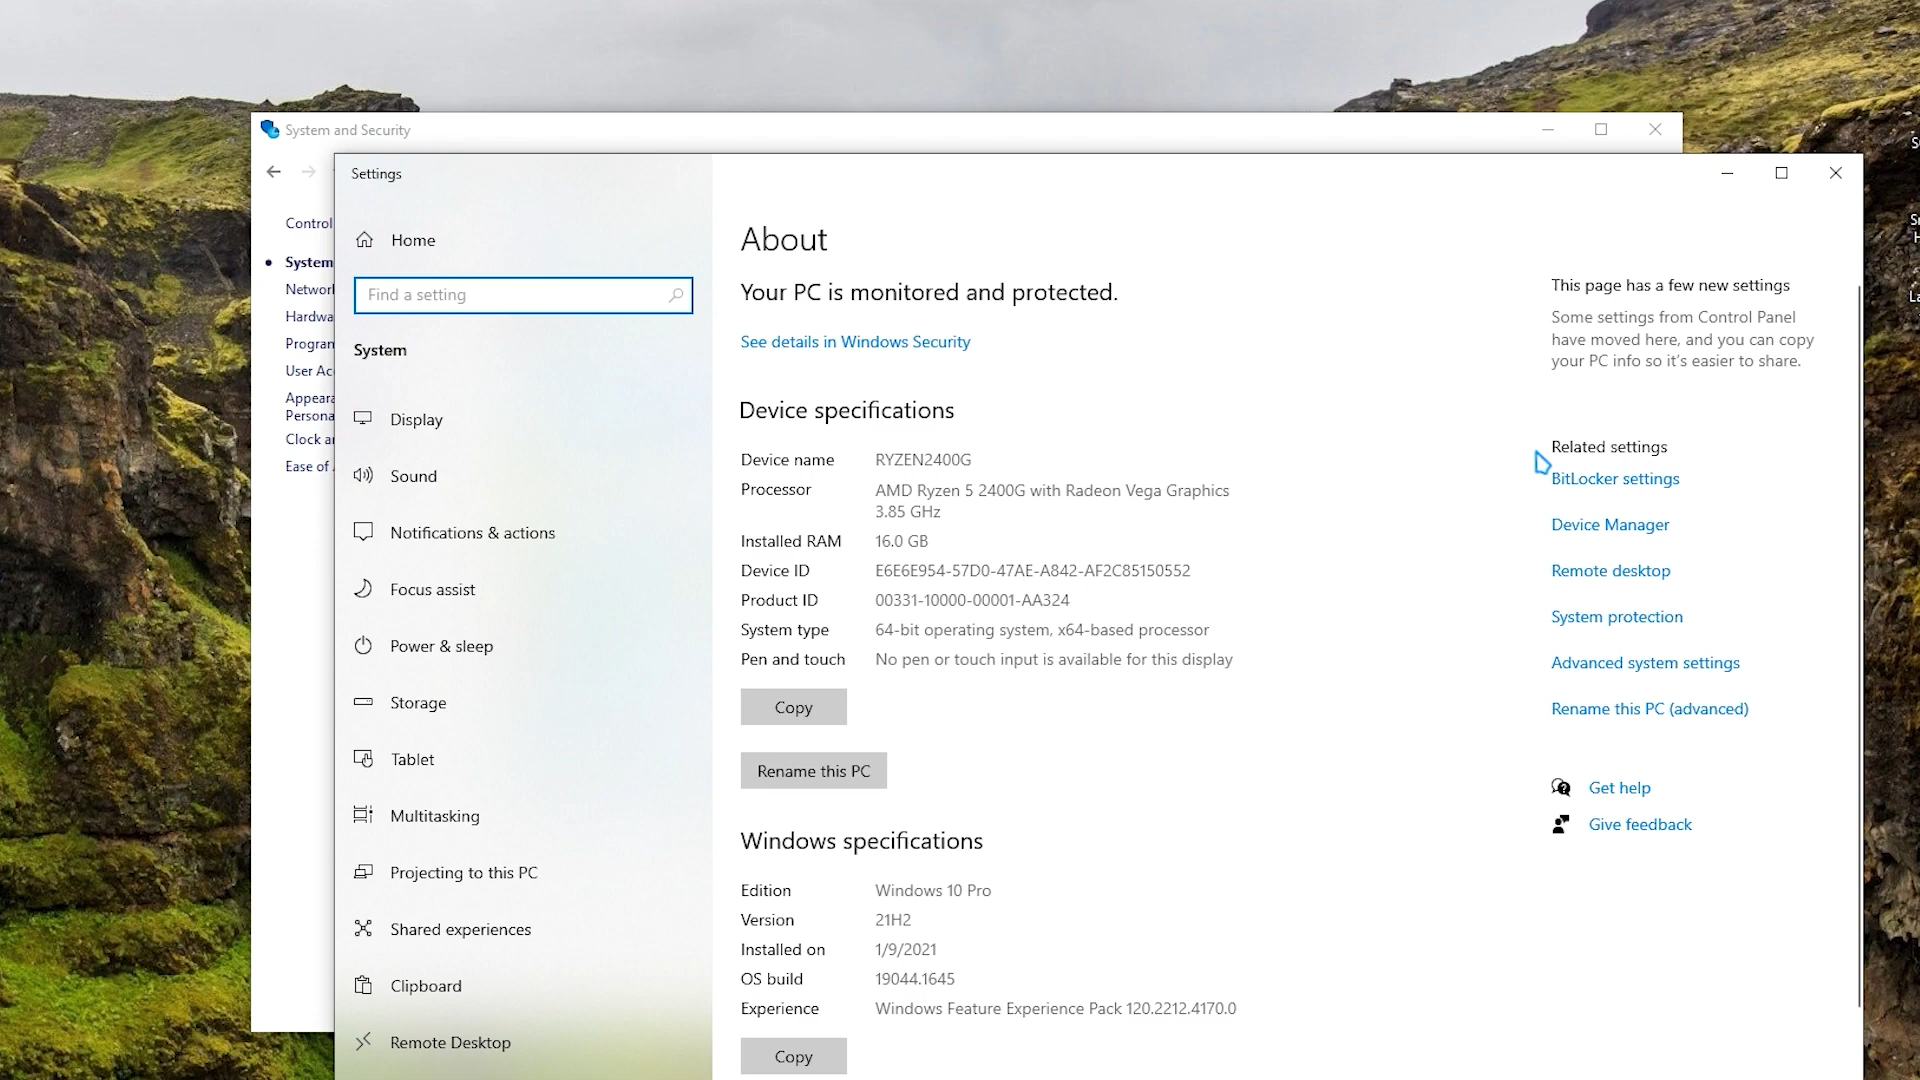 System and Security
Settings
Control
System
Network
Hardwa
Program
User Ac
Appeara
Persona
Clock an
Ease of
Home
Find a setting
System
Display
Sound
Notifications & actions
Focus assist
Power & sleep
Storage
Tablet
Multitasking
Projecting to this PC
Shared experiences
Clipboard
Remote Desktop
About
Your PC is monitored and protected.
See details in Windows Security
Device specifications
Device name RYZEN2400G
Processor AMD Ryzen 5 2400G with Radeon Vega Graphics
3.85 GHz
Installed RAM 16.0 GB
Device ID E6E6E954-57D0-47AE-A842-AF2C85150552
Product ID 00331-10000-00001-AA324
System type 64-bit operating system, x64-based processor
Pen and touch No pen or touch input is available for this display
Copy
Rename this PC
Windows specifications
Edition Windows 10 Pro
Version 21H2
Installed on 1/9/2021
OS build 19044.1645
Experience Windows Feature Experience Pack 120.2212.4170.0
Copy
This page has a few new settings
Some settings from Control Panel
have moved here, and you can copy
your PC info so it's easier to share.
Related settings
BitLocker settings
Device Manager
Remote desktop
System protection
Advanced system settings
Rename this PC (advanced)
Get help
Give feedback